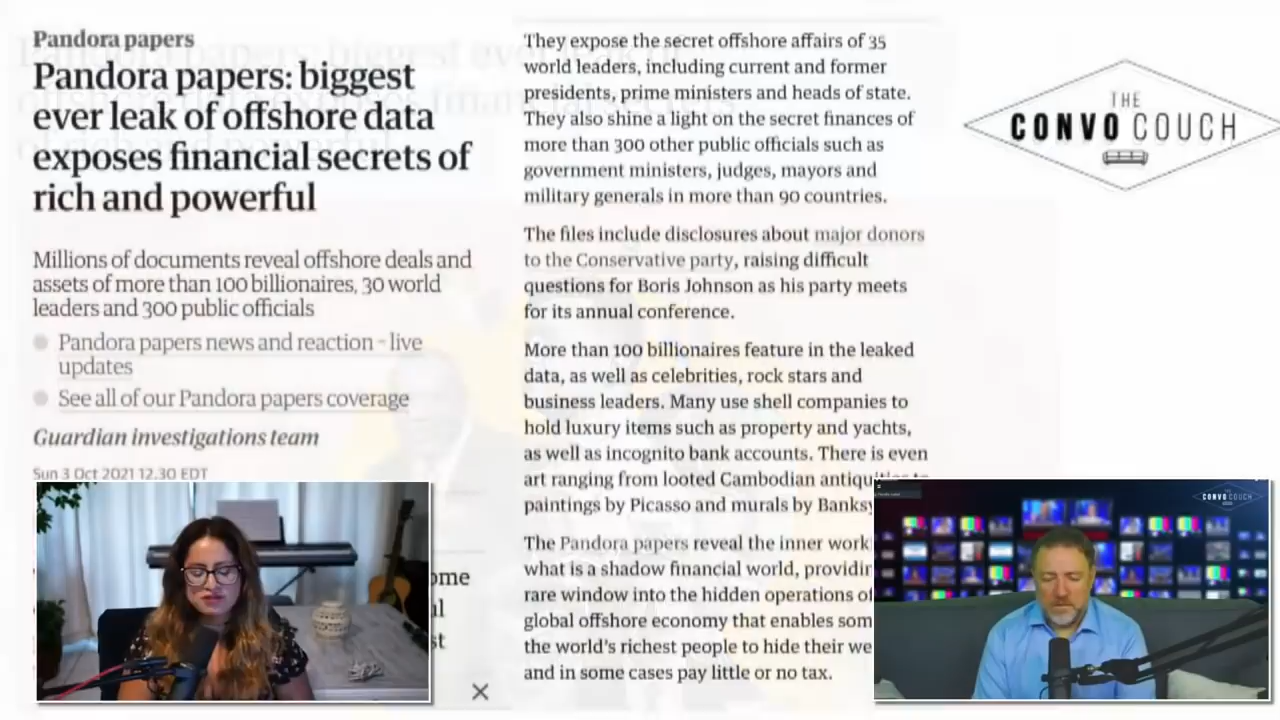 Pandora papers
Pandora papers: biggest
ever leak of offshore data
exposes financial secrets of
rich and powerful
Millions of documents reveal offshore deals and
assets of more than 100 billionaires, 30 world
leaders and 300 public officials
Pandora papers news and reaction - live
updates
See all of our Pandora papers coverage
Guardian investigations team
Sun 3 Oct 2021 12.30 EDT
They expose the secret offshore affairs of 35
world leaders, including current and former
presidents, prime ministers and heads of state.
They also shine a light on the secret finances of
more than 300 other public officials such as
government ministers, judges, mayors and
military generals in more than 90 countries.
The files include disclosures about major donors
to the Conservative party, raising difficult
questions for Boris Johnson as his party meets
for its annual conference.
More than 100 billionaires feature in the leaked
data, as well as celebrities, rock stars and
business leaders. Many use shell companies to
hold luxury items such as property and yachts,
as well as incognito bank accounts. There is even
art ranging from looted Cambodian
paintings by Picasso and murals by Banksy
The Pandora papers reveal the inner
what is a shadow financial world,
rare window into the hidden operations of
global offshore economy that enables
the world's richest people to hide their
and in some cases pay little or no tax.
THE
CONVO COUCH
CONVO COUCH